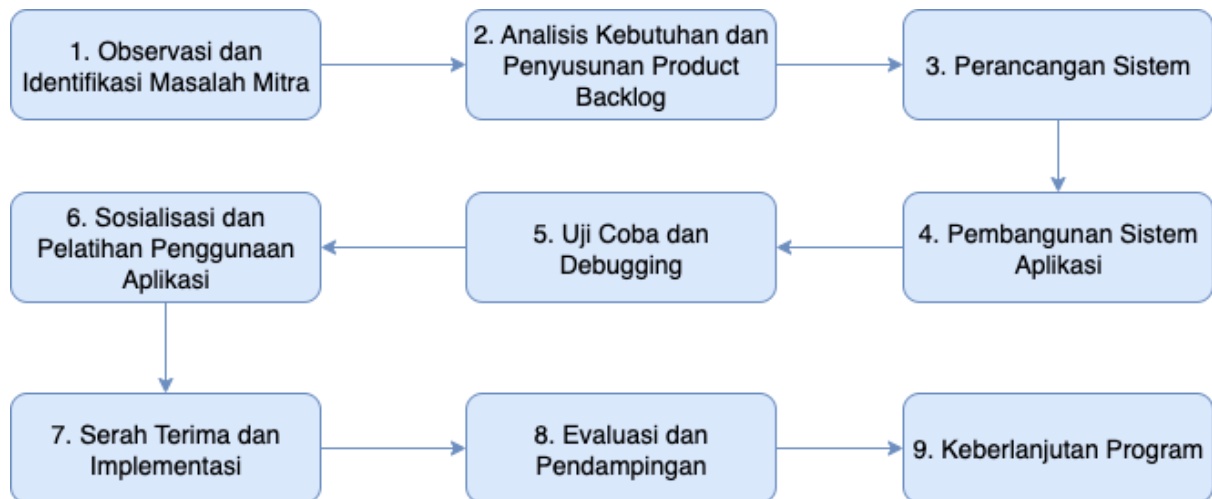 1. Observasi dan
Identifikasi Masalah Mitra
2. Analisis Kebutuhan dan
Penyusunan Product
Backlog
3. Perancangan Sistem
4. Pembangunan Sistem
Aplikasi
5. Uji Coba dan
Debugging
6. Sosialisasi dan
Pelatihan Penggunaan
Aplikasi
7. Serah Terima dan
Implementasi
8. Evaluasi dan
Pendampingan
9. Keberlanjutan Program